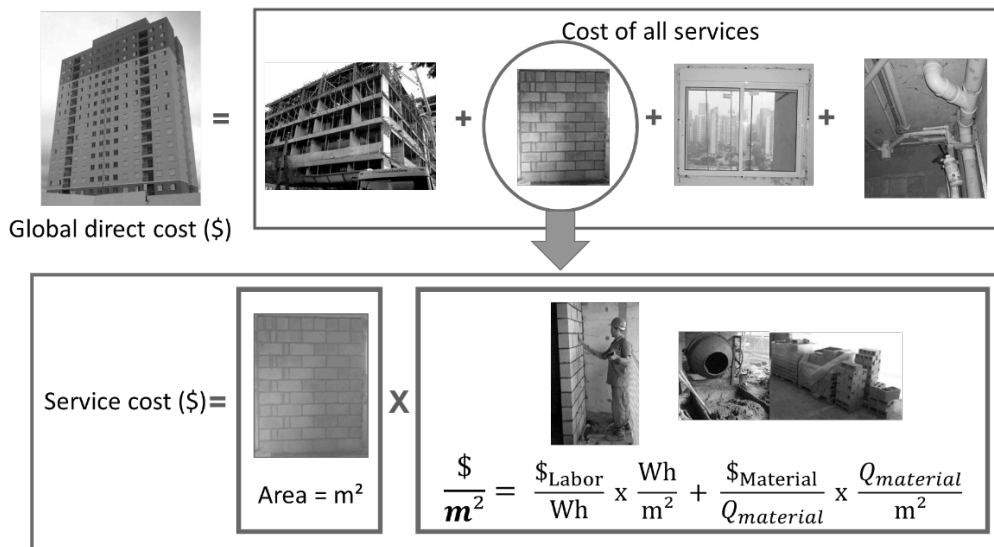 Cost of all services
=
+
+
+
Global direct cost ($)
Service cost ($)=
X
Area = m²
$/m² = $Labor/Wh x Wh/m² + $Material/Qmaterial x Qmaterial/m²